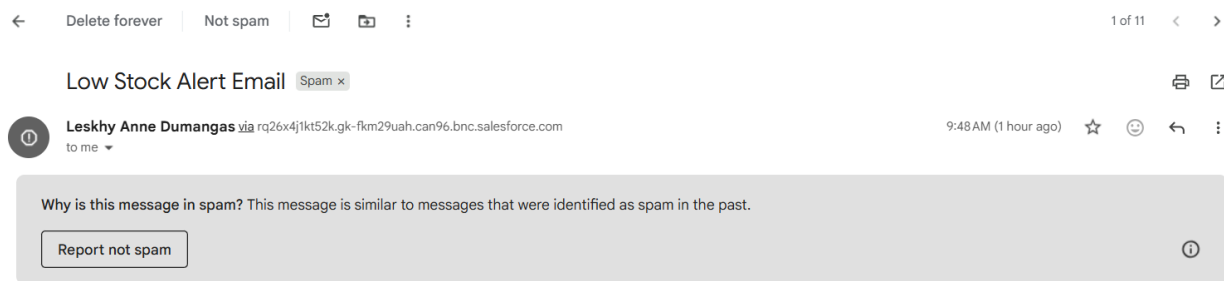 Delete forever Not spam 1 of 11
Low Stock Alert Email Spam ×
Leskhy Anne Dumangas via rq26x4j1kt52k.gk-fkm29uah.can96.bnc.salesforce.com 9:48 AM (1 hour ago)
to me
Why is this message in spam? This message is similar to messages that were identified as spam in the past.
Report not spam